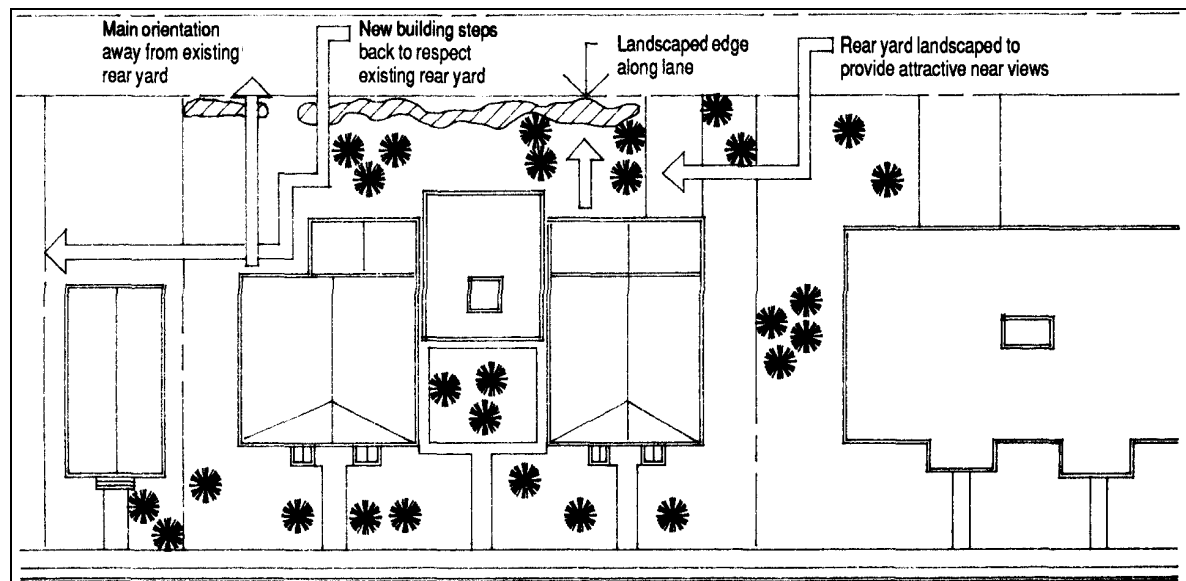 Main orientation
away from existing
rear yard
New building steps
back to respect
existing rear yard
Landscaped edge
along lane
Rear yard landscaped to
provide attractive near views